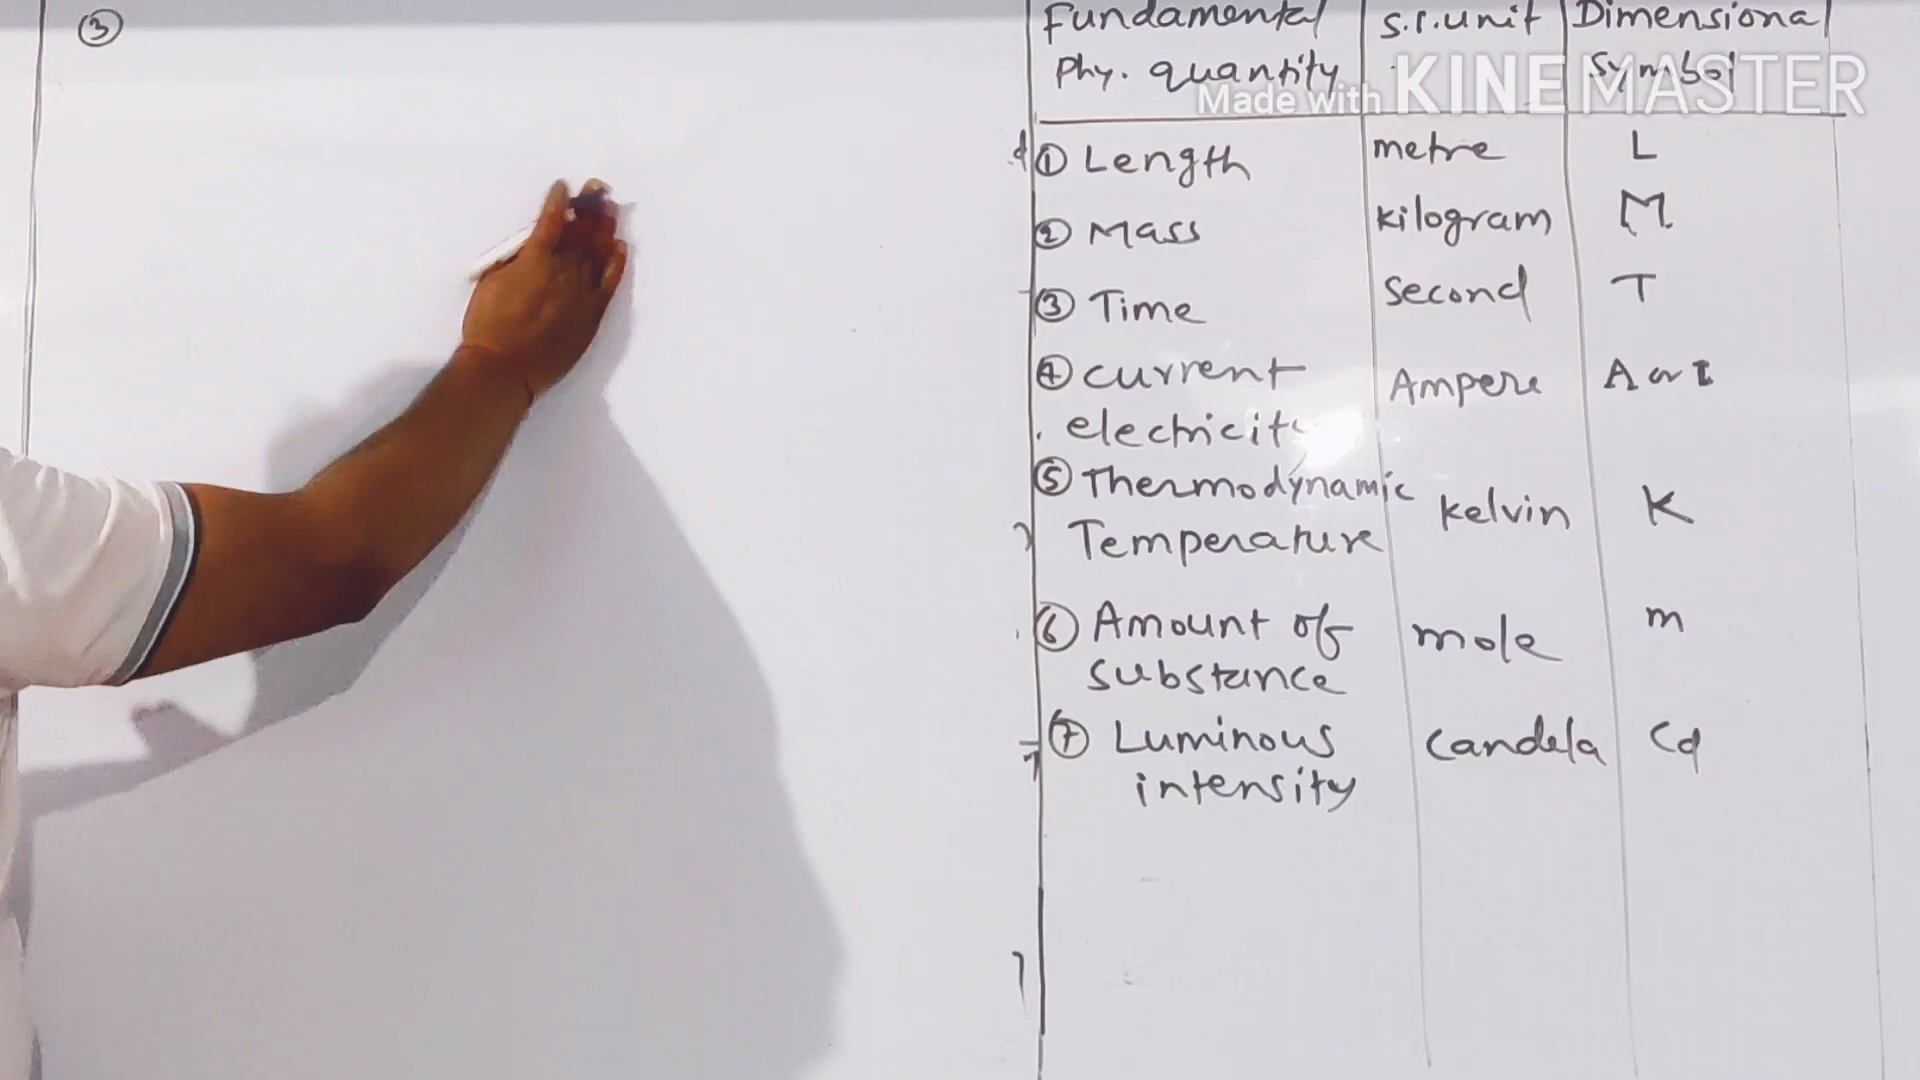 ③
Fundamental Phy. quantity | S.I. unit | Dimensional Symbol
Made with KINEMASTER
① Length metre L
② Mass kilogram M
③ Time second T
④ current electricity Ampere A or I
⑤ Thermodynamic Temperature kelvin K
⑥ Amount of substance mole m
⑦ Luminous intensity candela Cd